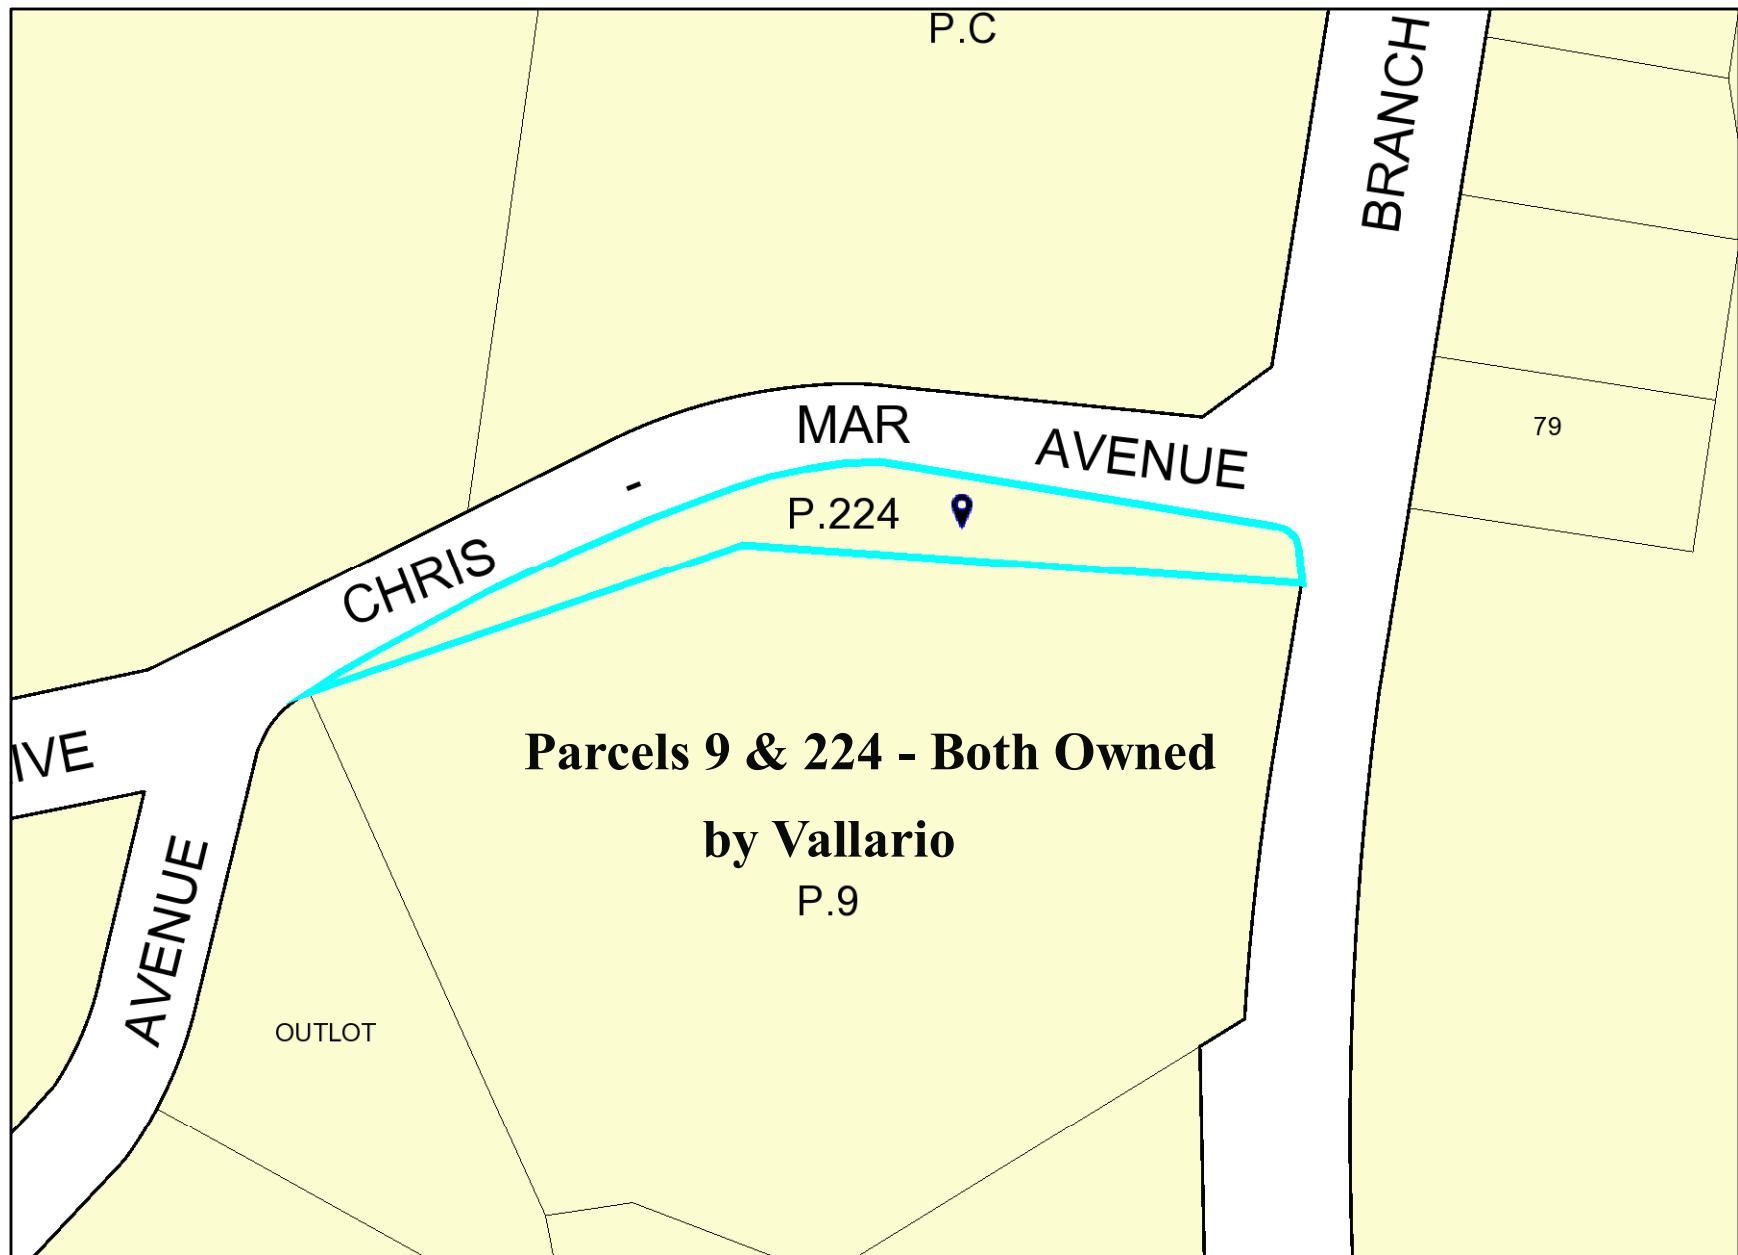 P.C
BRANCH
MAR
AVENUE
79
-
P.224
CHRIS
IVE
Parcels 9 & 224 - Both Owned
by Vallario
P.9
AVENUE
OUTLOT